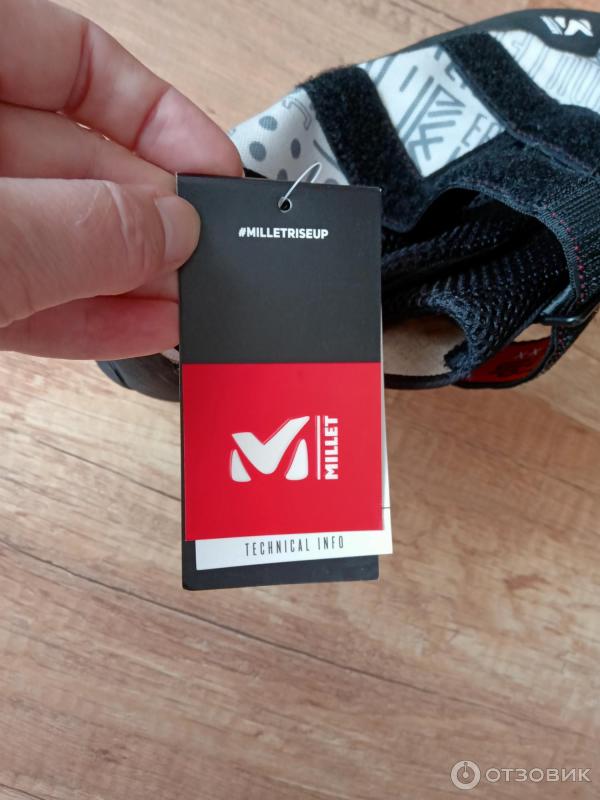 #MILLETRISEUP
MILLET
TECHNICAL INFO
ОТЗОВИК